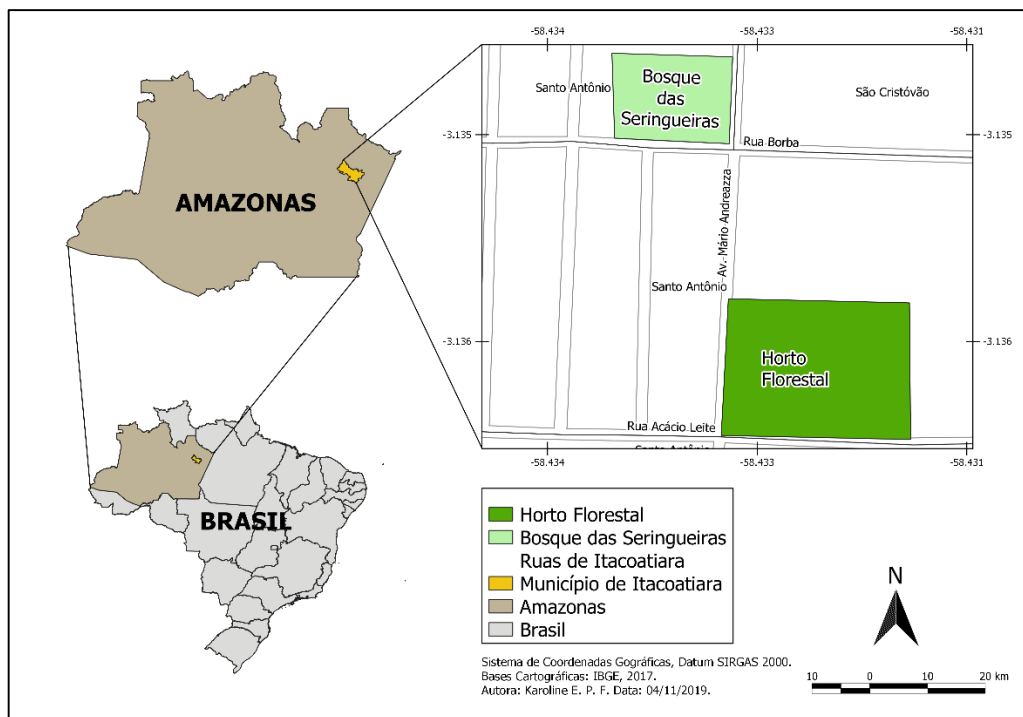 -58.434
-58.433
-58.431
Bosque
das
Seringueiras
Santo Antônio
São Cristóvão
-3.135
-3.135
Rua Borba
Av. Mário Andreazza
AMAZONAS
Santo Antônio
-3.136
-3.136
Horto
Florestal
Rua Acácio Leite
Santo Antônio
-58.434
-58.433
-58.431
BRASIL
Horto Florestal
Bosque das Seringueiras
Ruas de Itacoatiara
Município de Itacoatiara
Amazonas
Brasil
N
Sistema de Coordenadas Gográficas, Datum SIRGAS 2000.
Bases Cartográficas: IBGE, 2017.
Autora: Karoline E. P. F. Data: 04/11/2019.
10 0 10 20 km